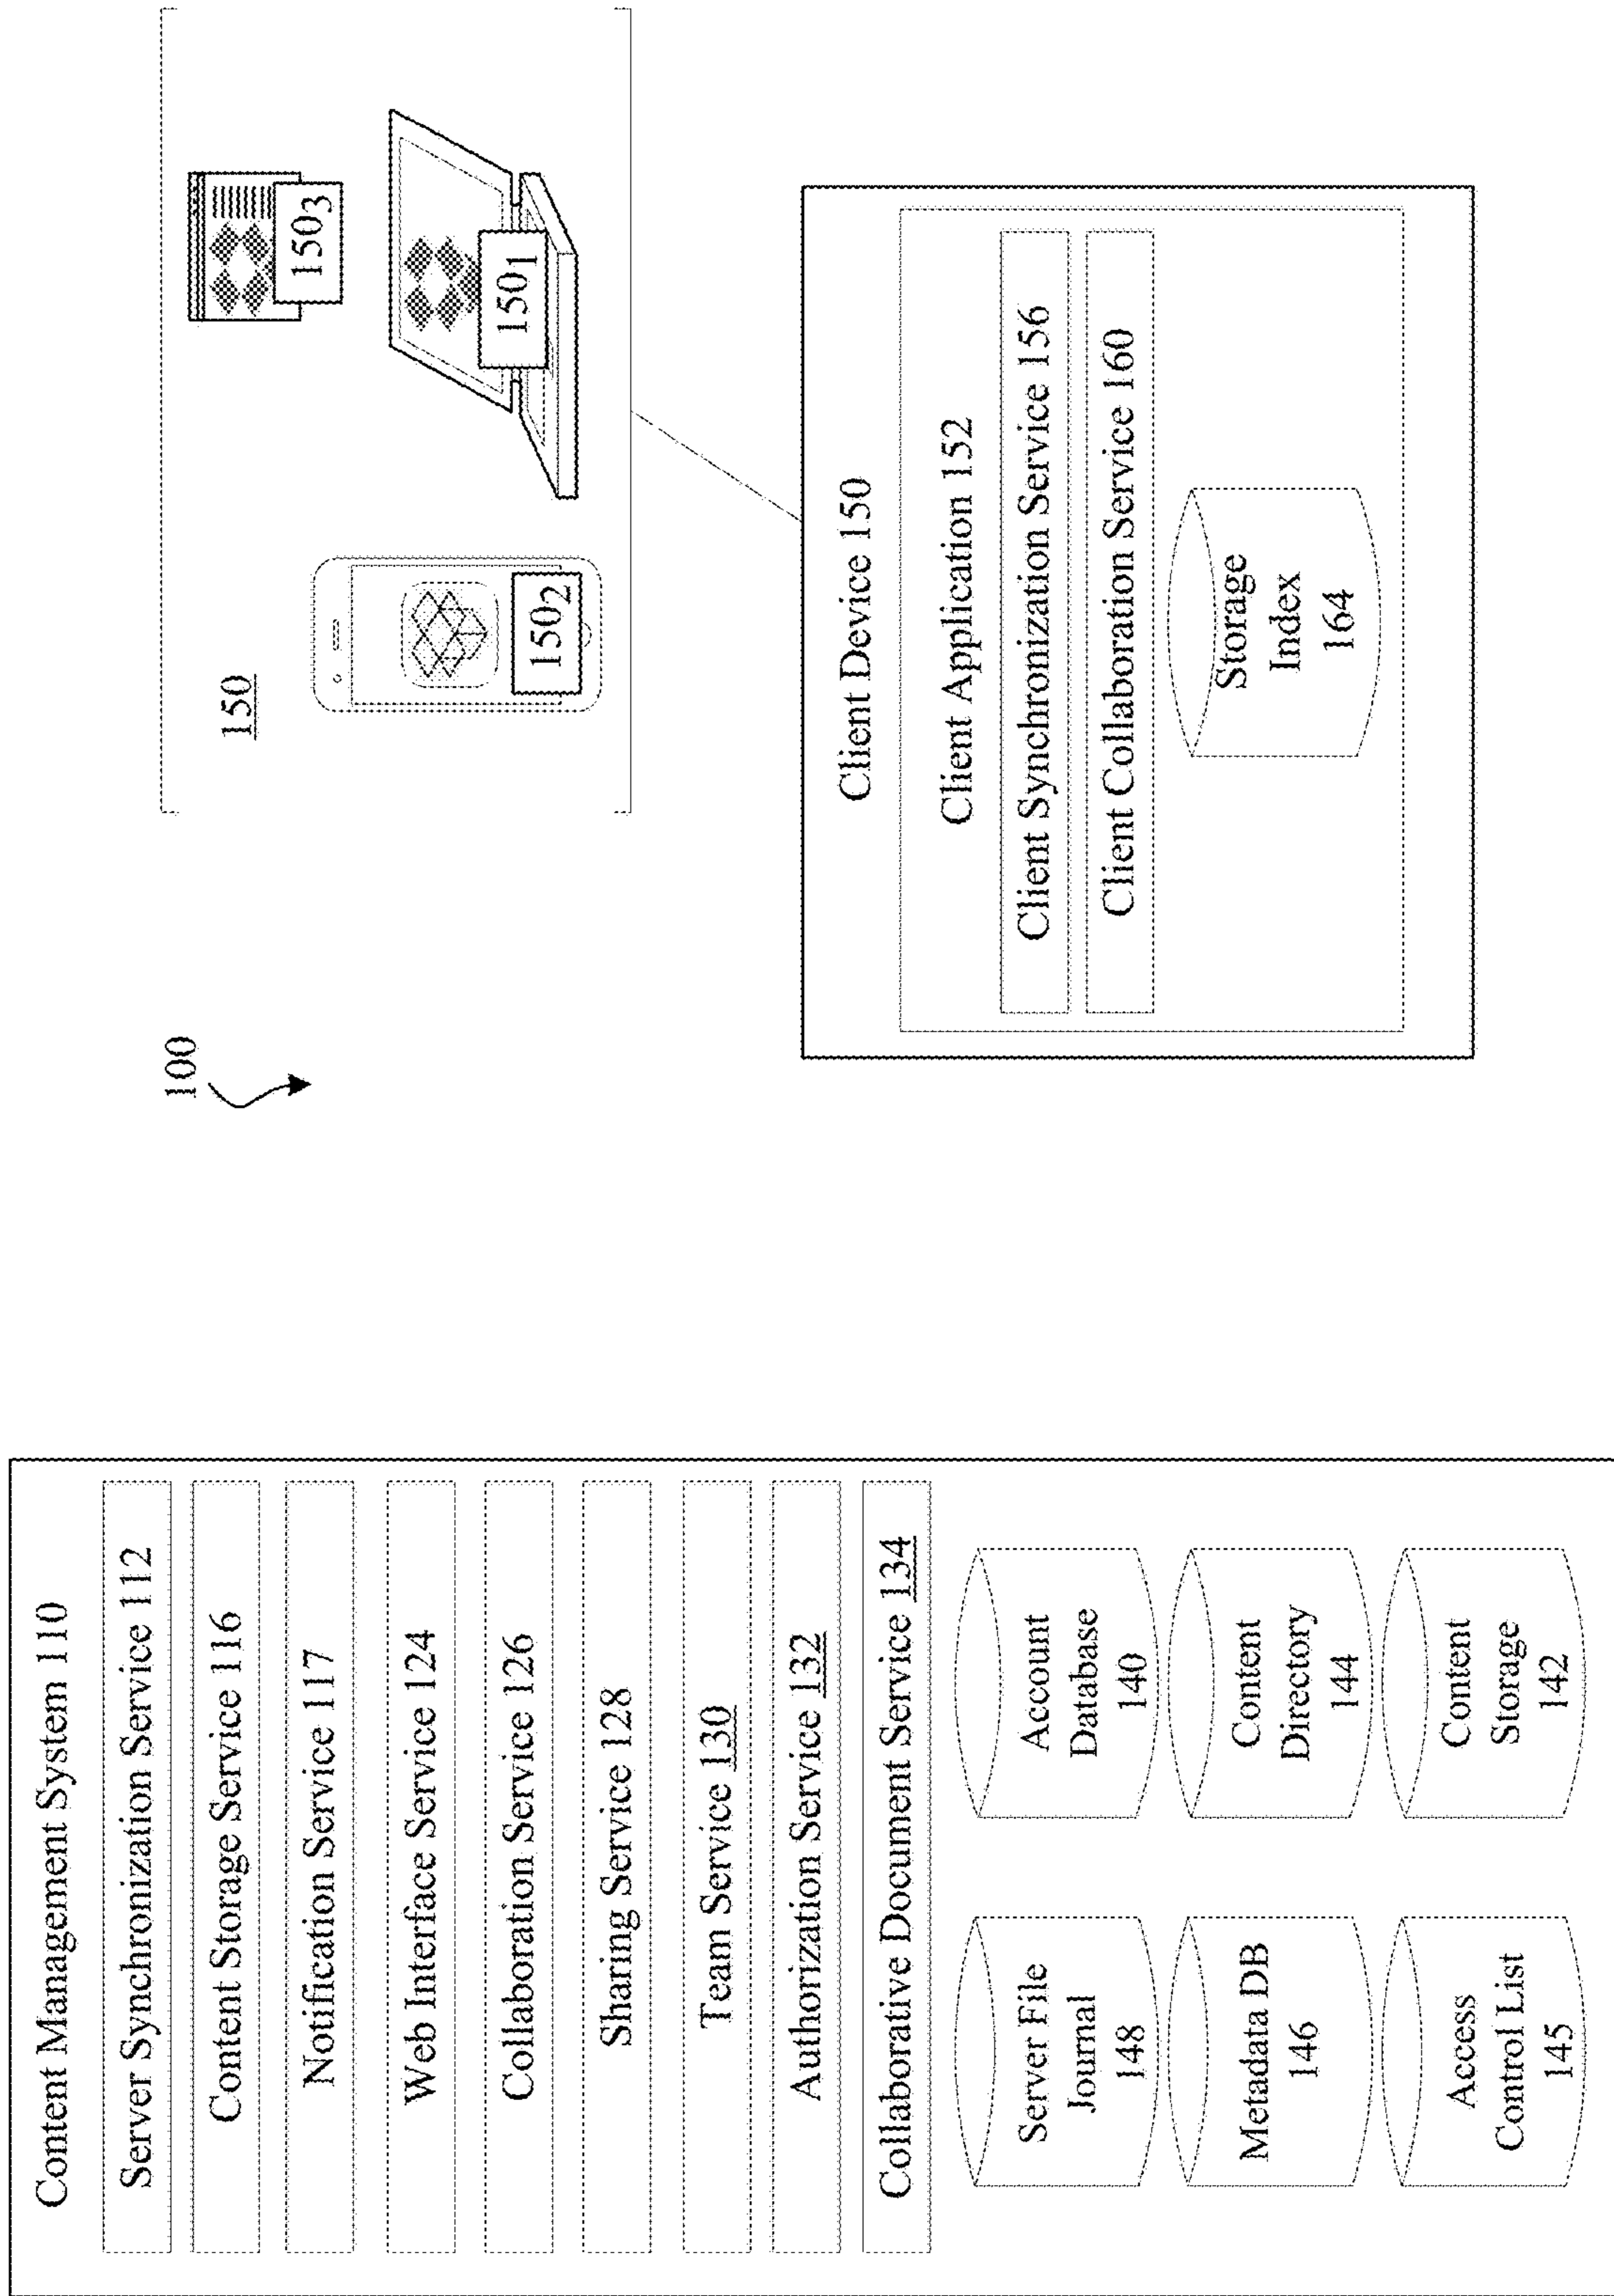 Content Management System 110
Server Synchronization Service 112
Content Storage Service 116
Notification Service 117
Web Interface Service 124
Collaboration Service 126
Sharing Service 128
Team Service 130
Authorization Service 132
Collaborative Document Service 134
Server File
Journal
148
Account
Database
140
Metadata DB
146
Content
Directory
144
Access
Control List
145
Content
Storage
142
100
150
150₂
150₁
150₃
Client Device 150
Client Application 152
Client Synchronization Service 156
Client Collaboration Service 160
Storage
Index
164